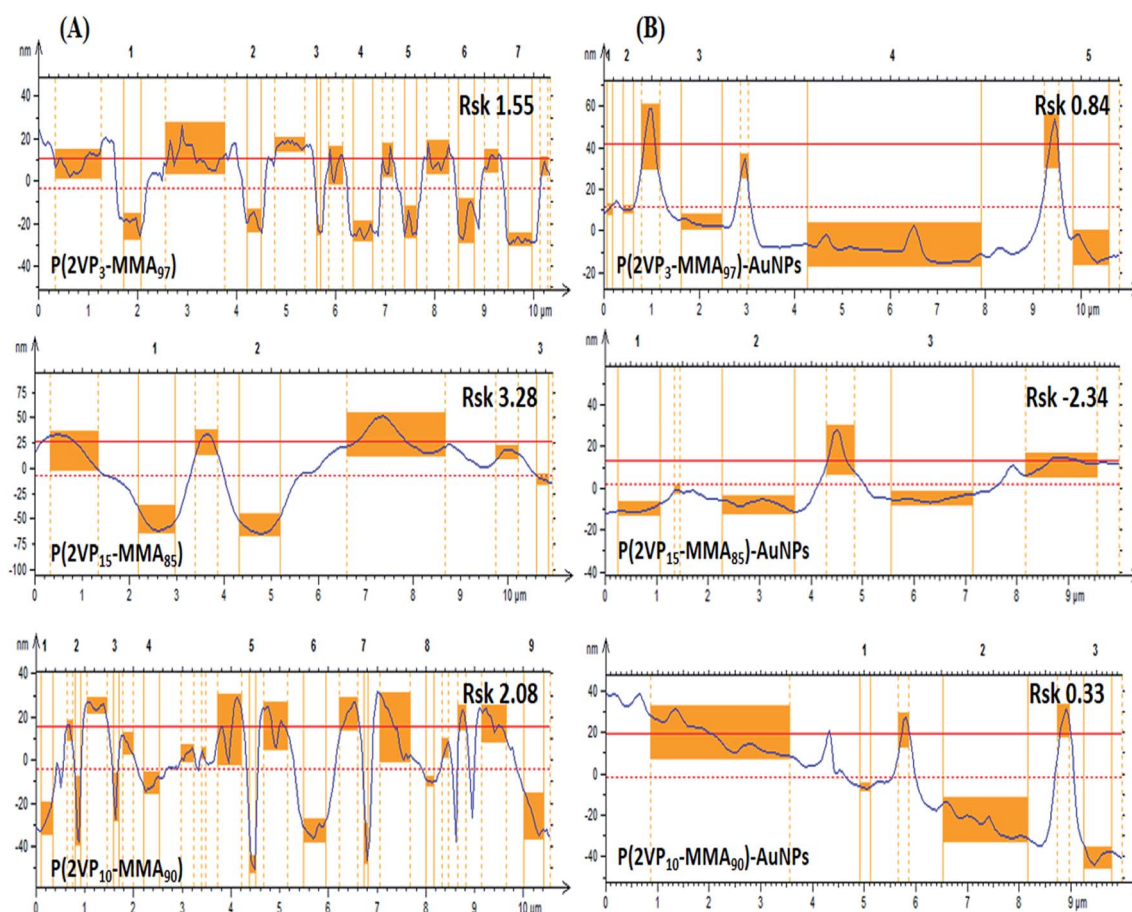 (A)
(B)
1 2 3 4 5 6 7
nm
40
20
0
-20
-40
Rsk 1.55
P(2VP₃-MMA₉₇)
0 1 2 3 4 5 6 7 8 9 10 µm
1 2 3 4 5
nm
60
40
20
0
-20
Rsk 0.84
P(2VP₃-MMA₉₇)-AuNPs
0 1 2 3 4 5 6 7 8 9 10 µm
1 2 3
nm
75
50
25
0
-25
-50
-75
-100
Rsk 3.28
P(2VP₁₅-MMA₈₅)
0 1 2 3 4 5 6 7 8 9 10 µm
1 2 3
nm
40
20
0
-20
-40
Rsk -2.34
P(2VP₁₅-MMA₈₅)-AuNPs
0 1 2 3 4 5 6 7 8 9 µm
1 2 3 4 5 6 7 8 9
nm
40
20
0
-20
-40
Rsk 2.08
P(2VP₁₀-MMA₉₀)
0 1 2 3 4 5 6 7 8 9 10 µm
1 2 3
nm
40
20
0
-20
-40
Rsk 0.33
P(2VP₁₀-MMA₉₀)-AuNPs
0 1 2 3 4 5 6 7 8 9 µm